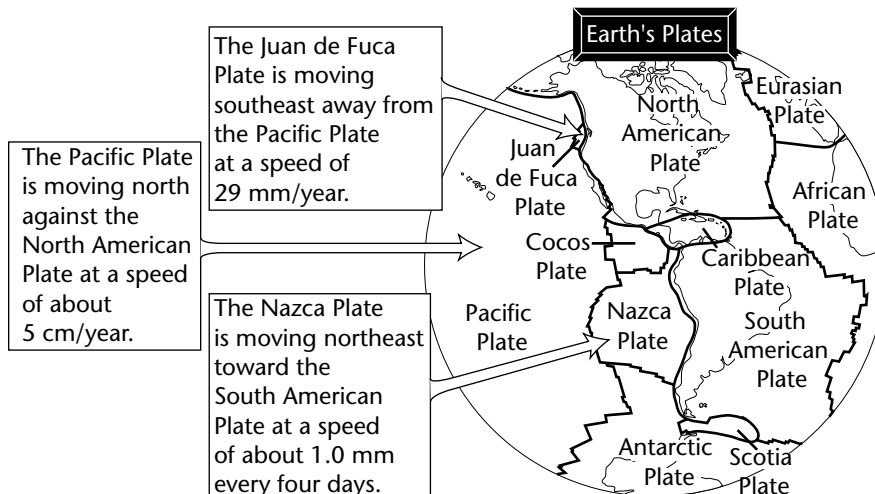 Earth's Plates
The Juan de Fuca
Plate is moving
southeast away from
the Pacific Plate
at a speed of
29 mm/year.
The Pacific Plate
is moving north
against the
North American
Plate at a speed
of about
5 cm/year.
The Nazca Plate
is moving northeast
toward the
South American
Plate at a speed
of about 1.0 mm
every four days.
North
American
Plate
Eurasian
Plate
Juan
de Fuca
Plate
African
Plate
Cocos
Plate
Caribbean
Plate
Pacific
Plate
Nazca
Plate
South
American
Plate
Antarctic
Plate
Scotia
Plate